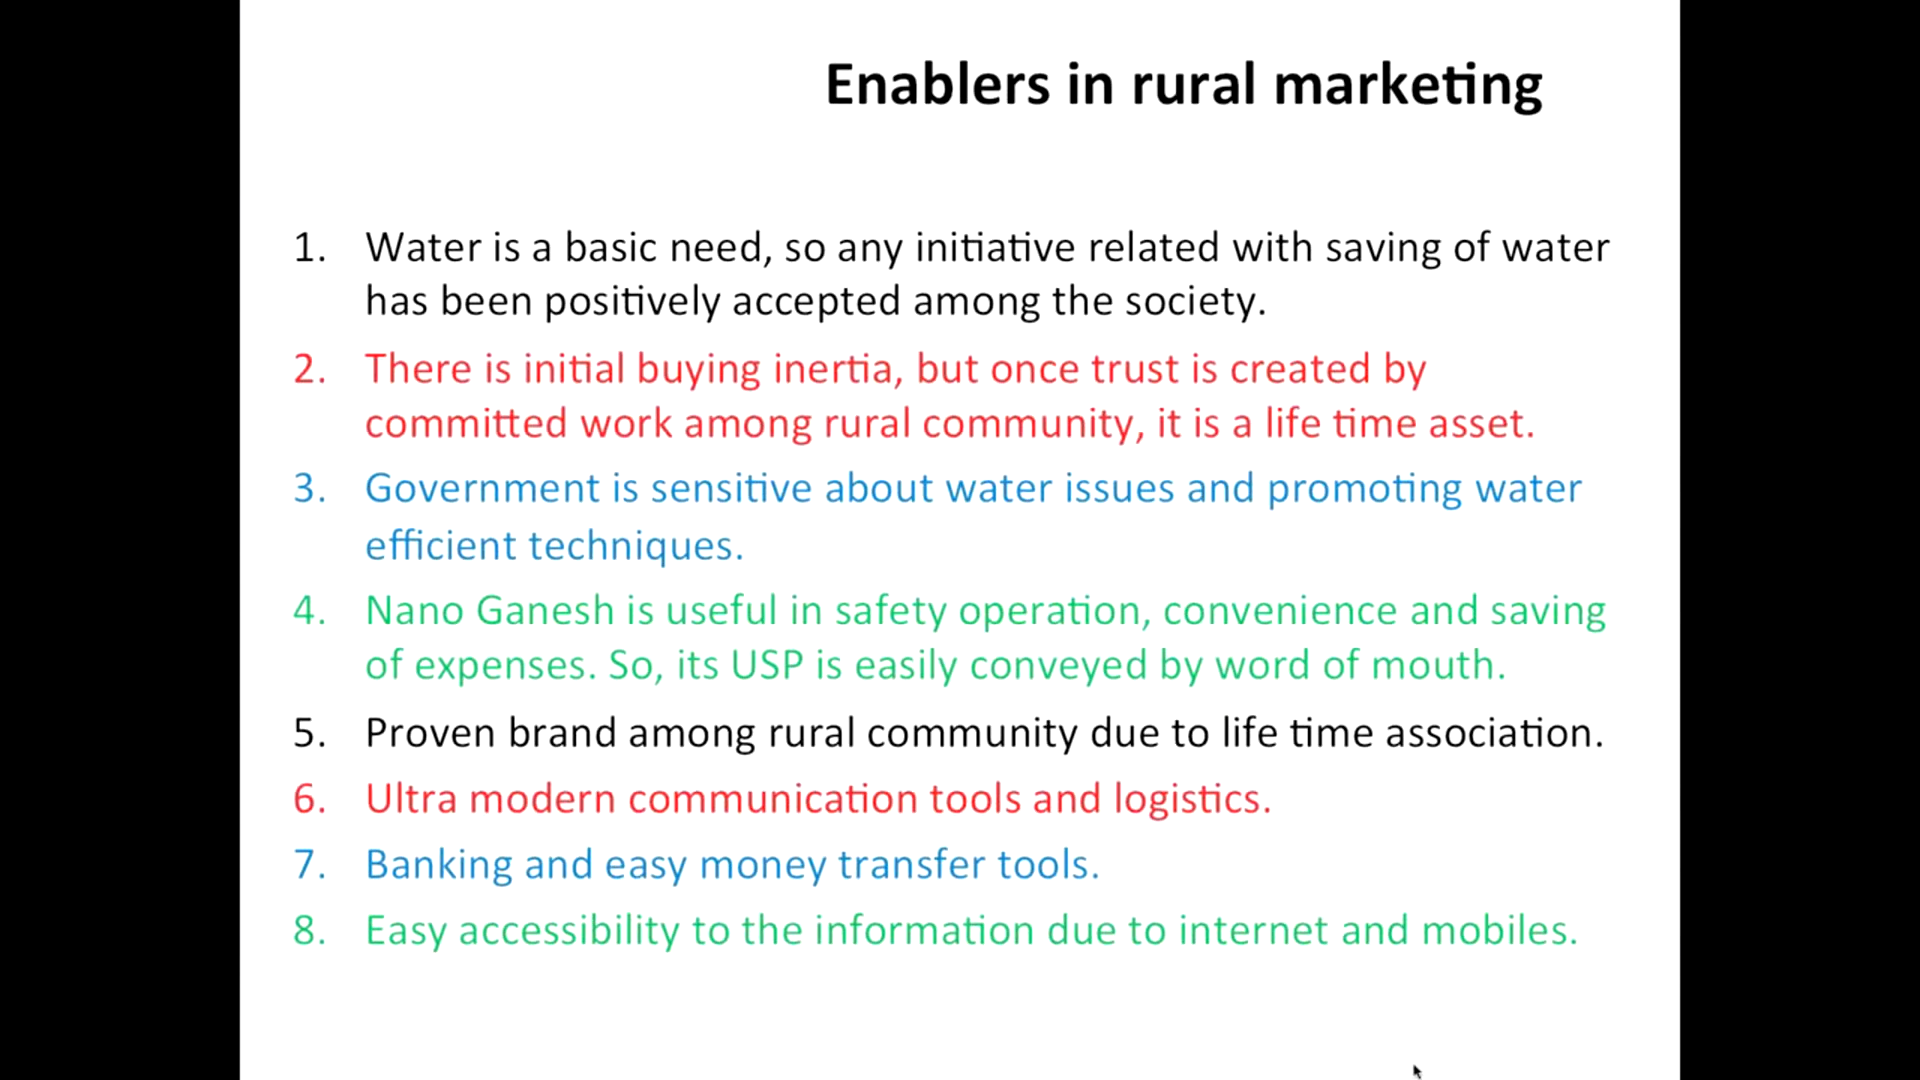 Enablers in rural marketing
1. Water is a basic need, so any initiative related with saving of water
has been positively accepted among the society.
2. There is initial buying inertia, but once trust is created by
committed work among rural community, it is a life time asset.
3. Government is sensitive about water issues and promoting water
efficient techniques.
4. Nano Ganesh is useful in safety operation, convenience and saving
of expenses. So, its USP is easily conveyed by word of mouth.
5. Proven brand among rural community due to life time association.
6. Ultra modern communication tools and logistics.
7. Banking and easy money transfer tools.
8. Easy accessibility to the information due to internet and mobiles.